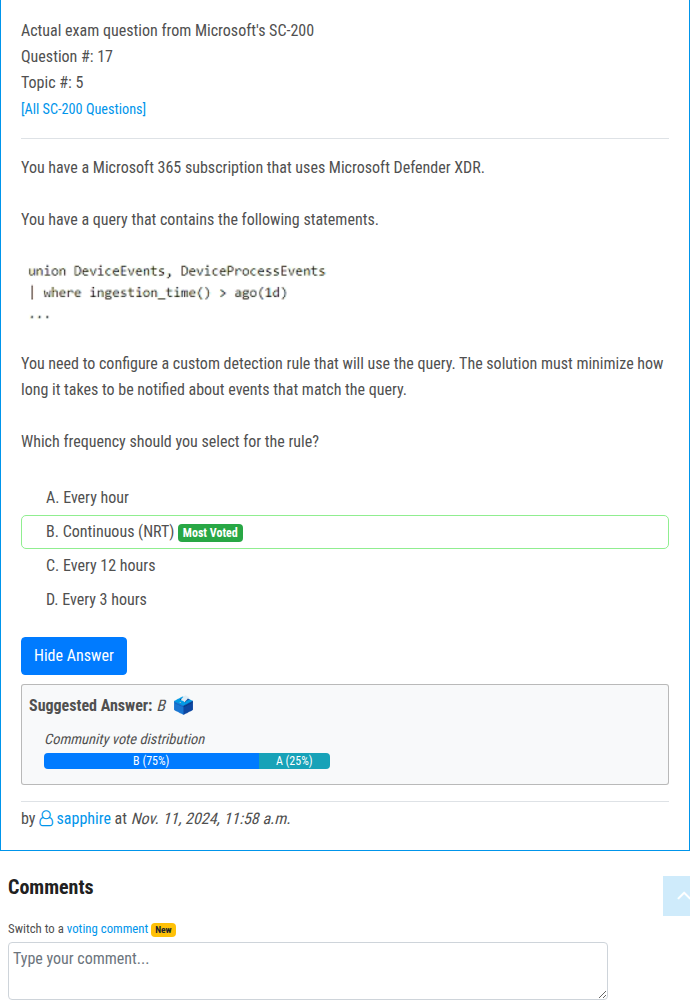 Actual exam question from Microsoft's SC-200
Question #: 17
Topic #: 5
[All SC-200 Questions]
You have a Microsoft 365 subscription that uses Microsoft Defender XDR.
You have a query that contains the following statements.
union DeviceEvents, DeviceProcessEvents
| where ingestion_time() > ago(1d)
...
You need to configure a custom detection rule that will use the query. The solution must minimize how
long it takes to be notified about events that match the query.
Which frequency should you select for the rule?
A. Every hour
B. Continuous (NRT) Most Voted
C. Every 12 hours
D. Every 3 hours
Hide Answer
Suggested Answer: B
Community vote distribution
B (75%) A (25%)
by sapphire at Nov. 11, 2024, 11:58 a.m.
Comments
Switch to a voting comment New
Type your comment...